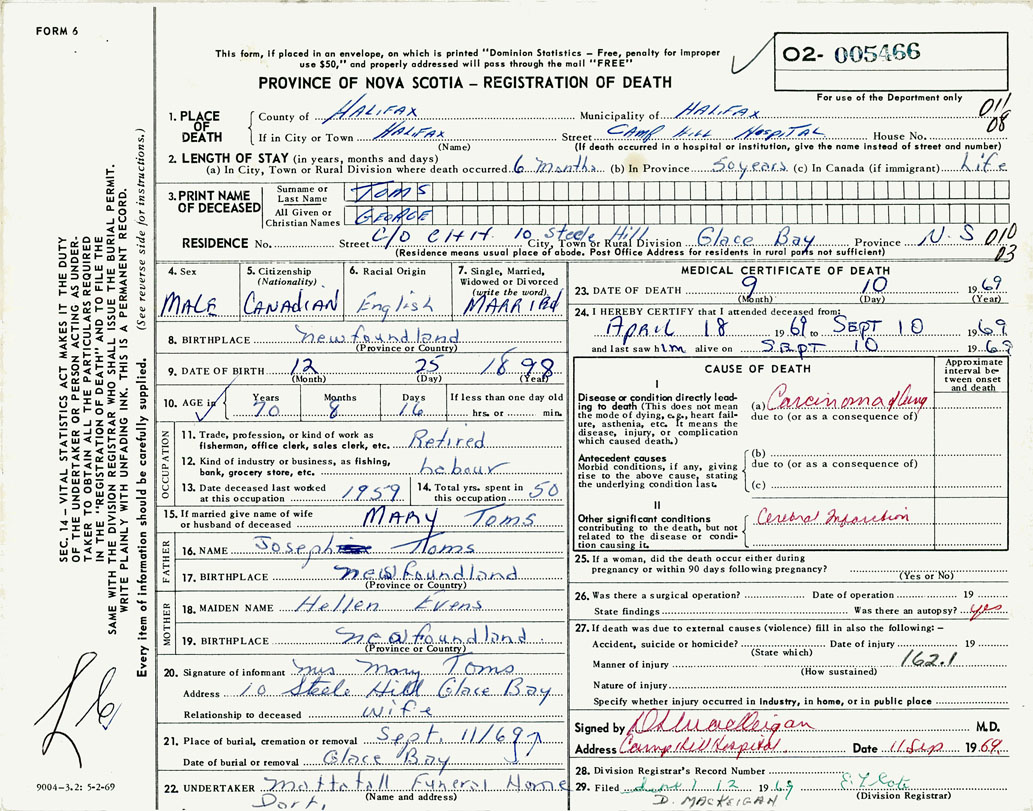 FORM 6
This form, if placed in an envelope, on which is printed "Dominion Statistics – Free, penalty for improper
use $50," and properly addressed will pass through the mail "FREE"
PROVINCE OF NOVA SCOTIA – REGISTRATION OF DEATH
O2- 005466
For use of the Department only
011
08
1. PLACE OF DEATH
County of HALIFAX Municipality of HALIFAX
If in City or Town HALIFAX Street CAMP HILL HOSPITAL House No.
(Name) (If death occurred in a hospital or institution, give the name instead of street and number)
2. LENGTH OF STAY (in years, months and days)
(a) In City, Town or Rural Division where death occurred 6 Months (b) In Province 50 years (c) In Canada (if immigrant) Life
3. PRINT NAME OF DECEASED
Surname or Last Name TOMS
All Given or Christian Names GEORGE
RESIDENCE No. Street C/O C H H. 10 Steele Hill City, Town or Rural Division Glace Bay Province N.S 010
03
(Residence means usual place of abode. Post Office Address for residents in rural parts not sufficient)
4. Sex
MALE
5. Citizenship
(Nationality)
CANADIAN
6. Racial Origin
English
7. Single, Married,
Widowed or Divorced
(write the word)
MARRIED
8. BIRTHPLACE newfoundland
(Province or Country)
9. DATE OF BIRTH 12 25 1898
(Month) (Day) (Year)
10. AGE in Years Months Days If less than one day old
70 8 16 hrs. or min.
OCCUPATION
11. Trade, profession, or kind of work as
fisherman, office clerk, sales clerk, etc. Retired
12. Kind of industry or business, as fishing,
bank, grocery store, etc. Labour
13. Date deceased last worked
at this occupation 1959
14. Total yrs. spent in
this occupation 50
15. If married give name of wife
or husband of deceased MARY Toms
FATHER
16. NAME Joseph Toms
17. BIRTHPLACE newfoundland
(Province or Country)
MOTHER
18. MAIDEN NAME Hellen Evens
19. BIRTHPLACE newfoundland
(Province or Country)
20. Signature of informant Mrs Mary Toms
Address 10 Steele Hill Glace Bay
Relationship to deceased wife
21. Place of burial, cremation or removal Sept. 11/69
Date of burial or removal Glace Bay
22. UNDERTAKER Mattatall Funeral Home
(Name and address)
Dart.
MEDICAL CERTIFICATE OF DEATH
23. DATE OF DEATH 9 10 1969
(Month) (Day) (Year)
24. I HEREBY CERTIFY that I attended deceased from:
APRIL 18 1969 to SEPT 10 1969
and last saw him alive on SEPT 10 1969
CAUSE OF DEATH
Approximate
interval be-
tween onset
and death
I
Disease or condition directly lead-
ing to death (This does not mean
the mode of dying, e.g., heart fail-
ure, asthenia, etc. It means the
disease, injury, or complication
which caused death.)
(a) Carcinoma of lung
due to (or as a consequence of)
Antecedent causes
Morbid conditions, if any, giving
rise to the above condition, stating
the underlying condition last.
(b)
due to (or as a consequence of)
(c)
II
Other significant conditions
contributing to the death, but not
related to the disease or condi-
tion causing it.
Cerebral Infarction
25. If a woman, did the death occur either during
pregnancy or within 90 days following pregnancy?
(Yes or No)
26. Was there a surgical operation? Date of operation 19
State findings Was there an autopsy? yes
27. If death was due to external causes (violence) fill in also the following: –
Accident, suicide or homicide? Date of injury 19
(State which)
Manner of injury 162.1
(How sustained)
Nature of injury
Specify whether injury occurred in Industry, in home, or in public place
Signed by D MacKeigan M.D.
Address Camp Hill Hospital Date 11 Sep 1969
28. Division Registrar's Record Number
29. Filed 12 1969
(Division Registrar)
D. MACKEIGAN
SEC. 14 – VITAL STATISTICS ACT MAKES IT THE DUTY
OF THE UNDERTAKER OR PERSON ACTING AS UNDER-
TAKER TO OBTAIN ALL THE PARTICULARS REQUIRED
IN THE "REGISTRATION OF DEATH" AND TO FILE THE
SAME WITH THE DIVISION REGISTRAR WHO SHALL ISSUE THE BURIAL PERMIT.
WRITE PLAINLY WITH UNFADING INK. THIS IS A PERMANENT RECORD.
Every item of information should be carefully supplied. (See reverse side for instructions.)
9004–3.2: 5-2-69